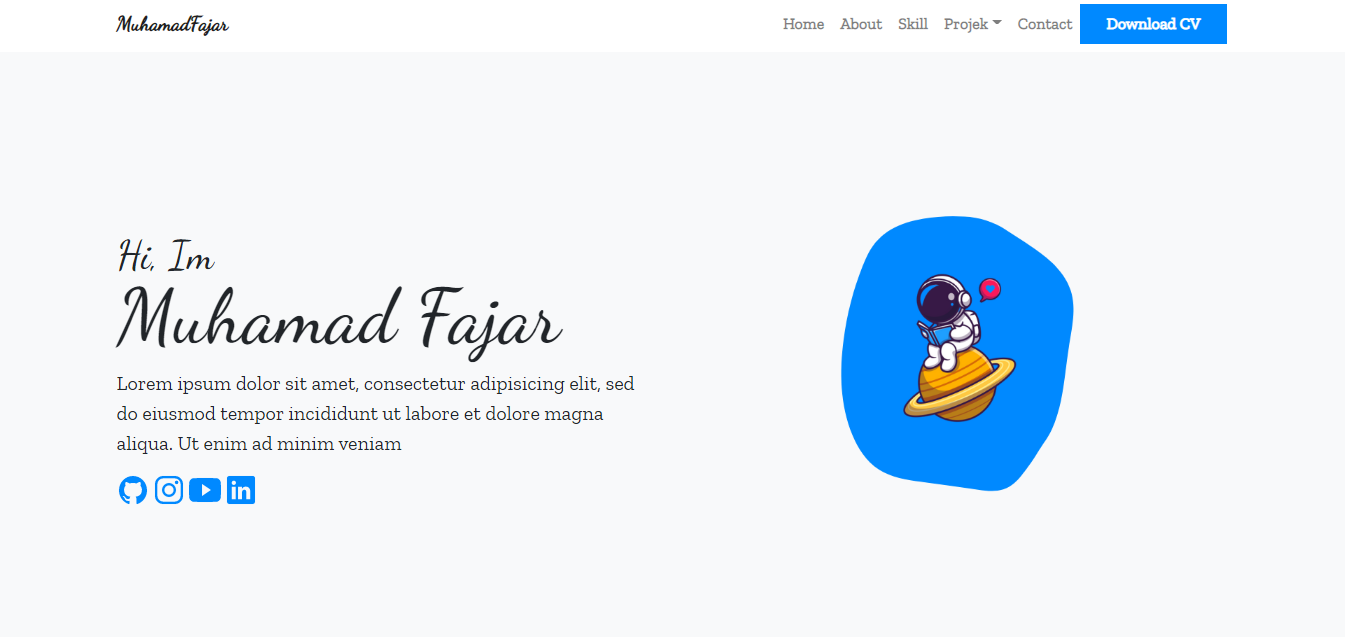 MuhamadFajar
Home About Skill Projek Contact Download CV
Hi, Im
Muhamad Fajar
Lorem ipsum dolor sit amet, consectetur adipisicing elit, sed
do eiusmod tempor incididunt ut labore et dolore magna
aliqua. Ut enim ad minim veniam
in